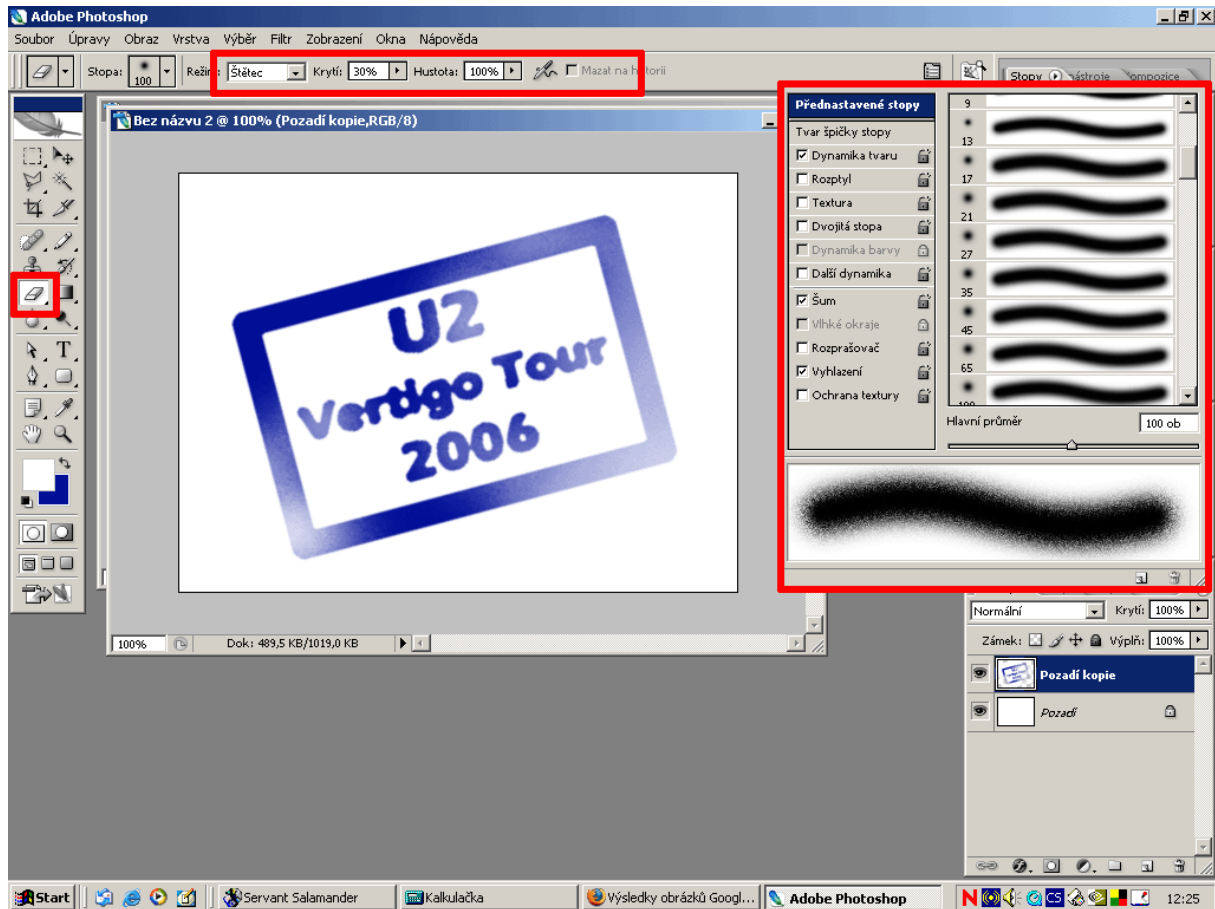 Adobe Photoshop
Soubor Úpravy Obraz Vrstva Výběr Filtr Zobrazení Okna Nápověda
Stopa: 100 Režim: Štětec Krytí: 30% Hustota: 100% Mazat na historii
Stopy
Bez názvu 2 @ 100% (Pozadí kopie,RGB/8)
U2
Vertigo Tour
2006
100% Dok: 489,5 KB/1019,0 KB
Přednastavené stopy
Tvar špičky stopy
Dynamika tvaru
Rozptyl
Textura
Dvojitá stopa
Dynamika barvy
Další dynamika
Šum
Vlhké okraje
Rozprašovač
Vyhlazení
Ochrana textury
9
13
17
21
27
35
45
65
100
Hlavní průměr 100 ob
Normální Krytí: 100%
Zámek: Výplň: 100%
Pozadí kopie
Pozadí
Start Servant Salamander Kalkulačka Výsledky obrázků Googl... Adobe Photoshop N CS 12:25